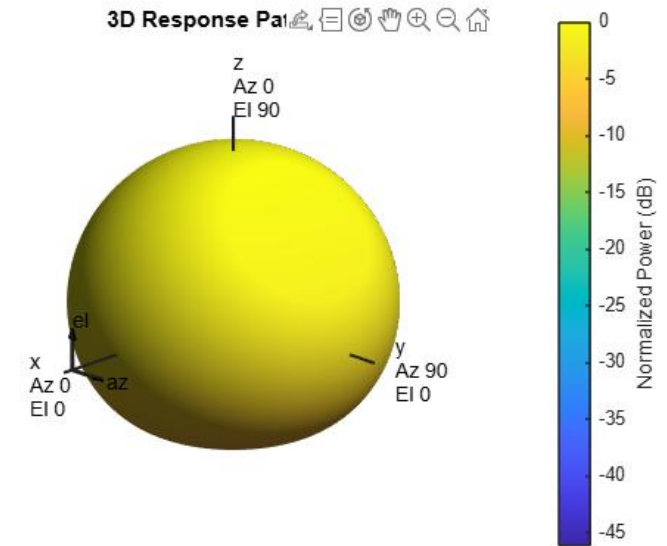 3D Response Pat
z
Az 0
El 90
el
x
Az 0
El 0
az
y
Az 90
El 0
0
-5
-10
-15
-20
-25
-30
-35
-40
-45
Normalized Power (dB)